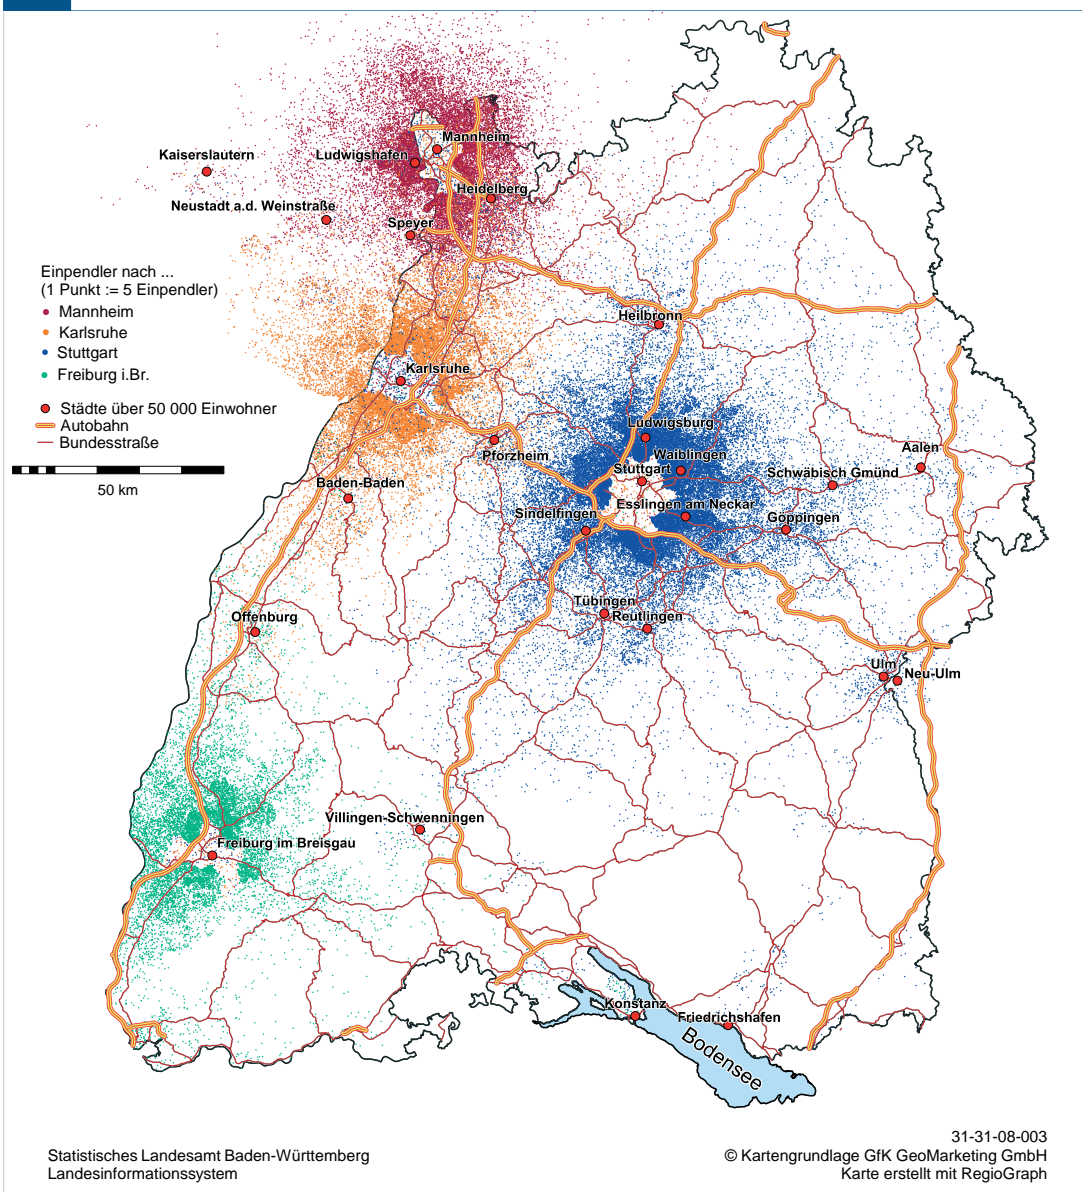 Mannheim
Kaiserslautern
Ludwigshafen
Heidelberg
Neustadt a.d. Weinstraße
Speyer
Einpendler nach ...
(1 Punkt := 5 Einpendler)
Mannheim
Karlsruhe
Stuttgart
Freiburg i.Br.
Städte über 50 000 Einwohner
Autobahn
Bundesstraße
50 km
Heilbronn
Karlsruhe
Ludwigsburg
Pforzheim
Waiblingen
Aalen
Stuttgart
Schwäbisch Gmünd
Baden-Baden
Esslingen am Neckar
Sindelfingen
Göppingen
Tübingen
Offenburg
Reutlingen
Ulm
Neu-Ulm
Villingen-Schwenningen
Freiburg im Breisgau
Konstanz
Friedrichshafen
Bodensee
31-31-08-003
Statistisches Landesamt Baden-Württemberg
© Kartengrundlage GfK GeoMarketing GmbH
Landesinformationssystem
Karte erstellt mit RegioGraph